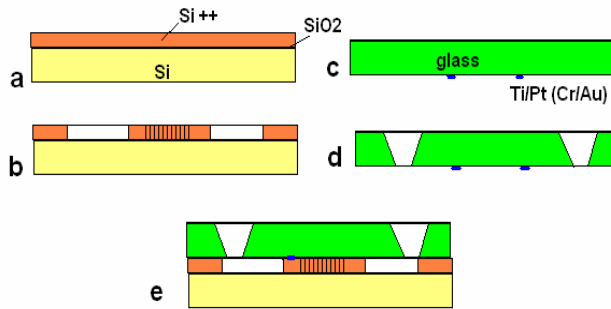 Si ++
SiO2
Si
a
glass
c
Ti/Pt (Cr/Au)
b
d
e